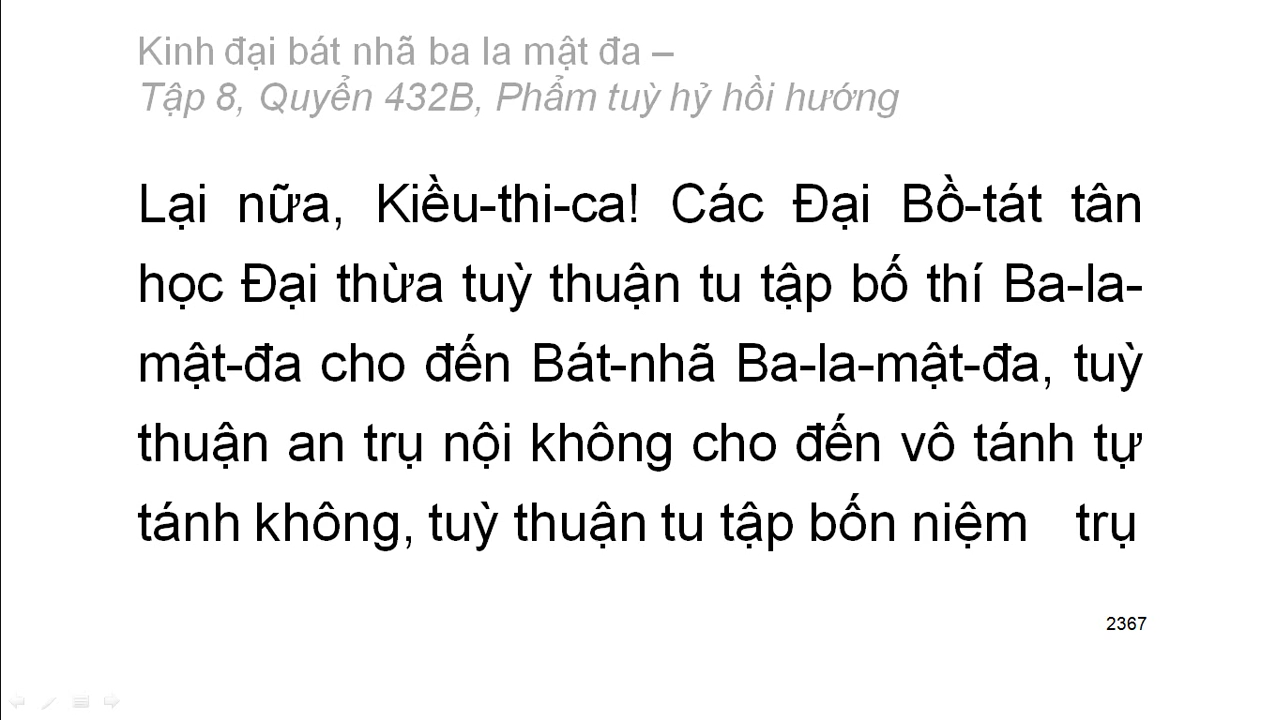 Kinh đại bát nhã ba la mật đa –
Tập 8, Quyển 432B, Phẩm tuỳ hỷ hồi hướng
Lại nữa, Kiều-thi-ca! Các Đại Bồ-tát tân
học Đại thừa tuỳ thuận tu tập bố thí Ba-la-
mật-đa cho đến Bát-nhã Ba-la-mật-đa, tuỳ
thuận an trụ nội không cho đến vô tánh tự
tánh không, tuỳ thuận tu tập bốn niệm trụ
2367